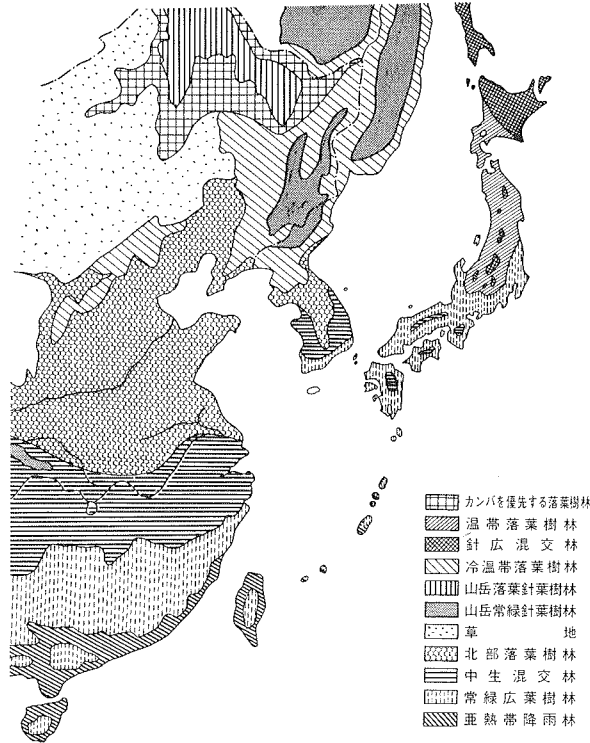 カンバを優先する落葉樹林
温帯落葉樹林
針広混交林
冷温帯落葉樹林
山岳落葉針葉樹林
山岳常緑針葉樹林
草地
北部落葉樹林
中生混交林
常緑広葉樹林
亜熱帯降雨林